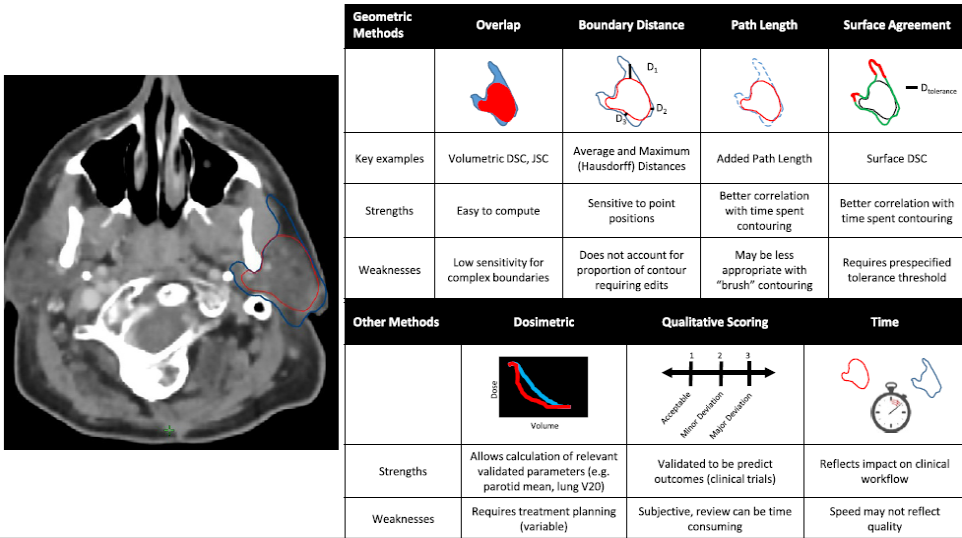 Geometric
Methods
Overlap
Boundary Distance
Path Length
Surface Agreement
D1
D2
D3
Dtolerance
Key examples
Volumetric DSC, JSC
Average and Maximum
(Hausdorff) Distances
Added Path Length
Surface DSC
Strengths
Easy to compute
Sensitive to point
positions
Better correlation
with time spent
contouring
Better correlation with
time spent contouring
Weaknesses
Low sensitivity for
complex boundaries
Does not account for
proportion of contour
requiring edits
May be less
appropriate with
“brush” contouring
Requires prespecified
tolerance threshold
Other Methods
Dosimetric
Qualitative Scoring
Time
Dose
Volume
1
2
3
Acceptable
Minor Deviation
Major Deviation
Strengths
Allows calculation of relevant
validated parameters (e.g.
parotid mean, lung V20)
Validated to be predict
outcomes (clinical trials)
Reflects impact on clinical
workflow
Weaknesses
Requires treatment planning
(variable)
Subjective, review can be time
consuming
Speed may not reflect
quality